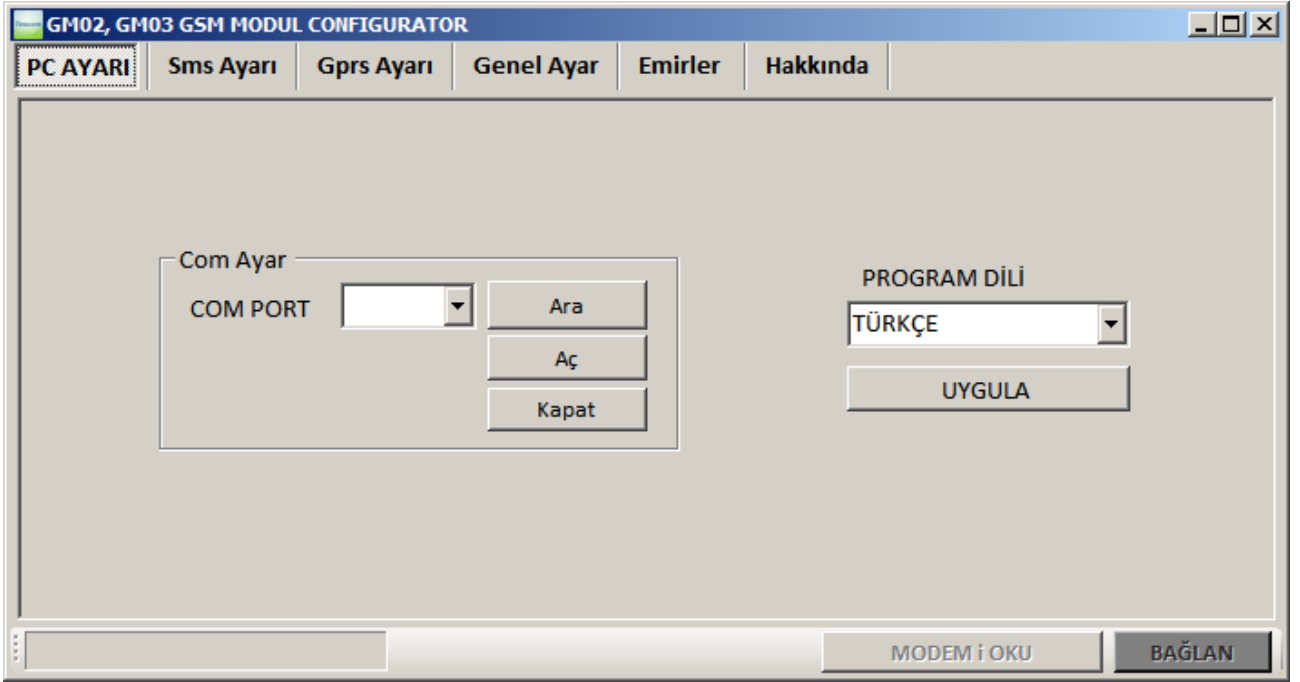 GM02, GM03 GSM MODUL CONFIGURATOR
PC AYARI Sms Ayarı Gprs Ayarı Genel Ayar Emirler Hakkında
Com Ayar
COM PORT
Ara
Aç
Kapat
PROGRAM DİLİ
TÜRKÇE
UYGULA
MODEM i OKU BAĞLAN